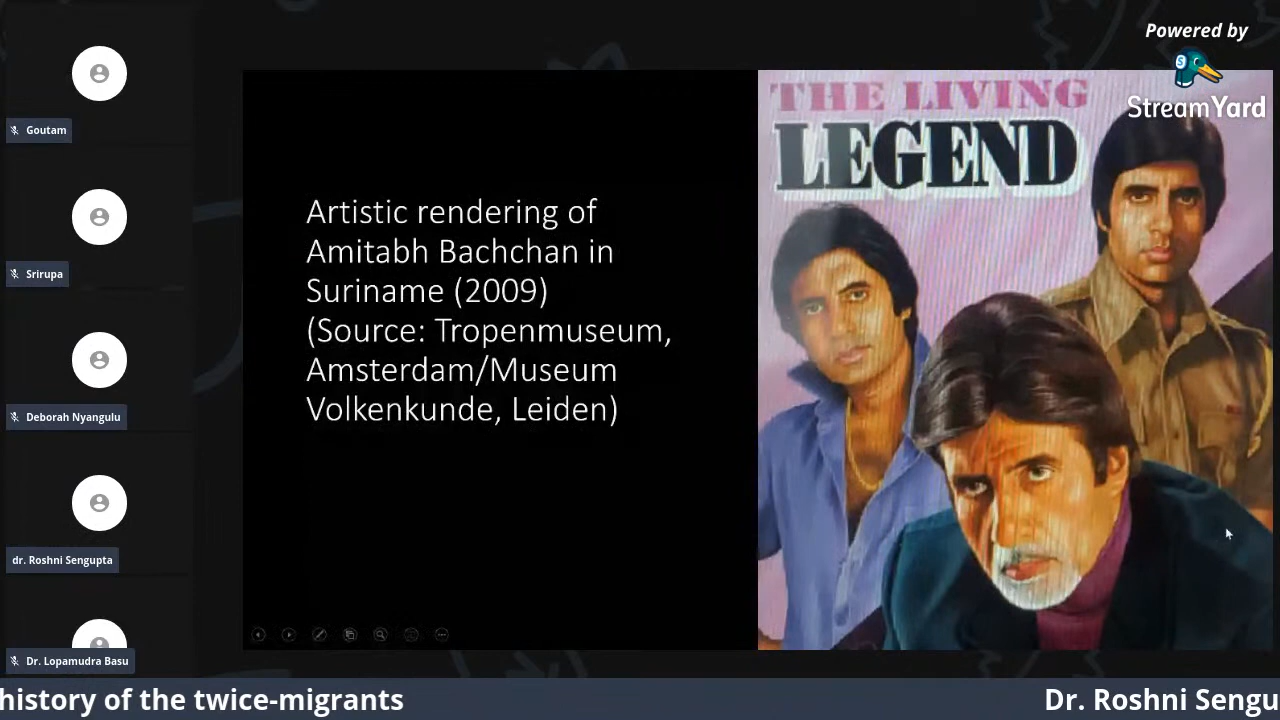 Powered by
StreamYard
Goutam
Srirupa
Deborah Nyangulu
dr. Roshni Sengupta
Dr. Lopamudra Basu
Artistic rendering of
Amitabh Bachchan in
Suriname (2009)
(Source: Tropenmuseum,
Amsterdam/Museum
Volkenkunde, Leiden)
THE LIVING
LEGEND
history of the twice-migrants
Dr. Roshni Sengu